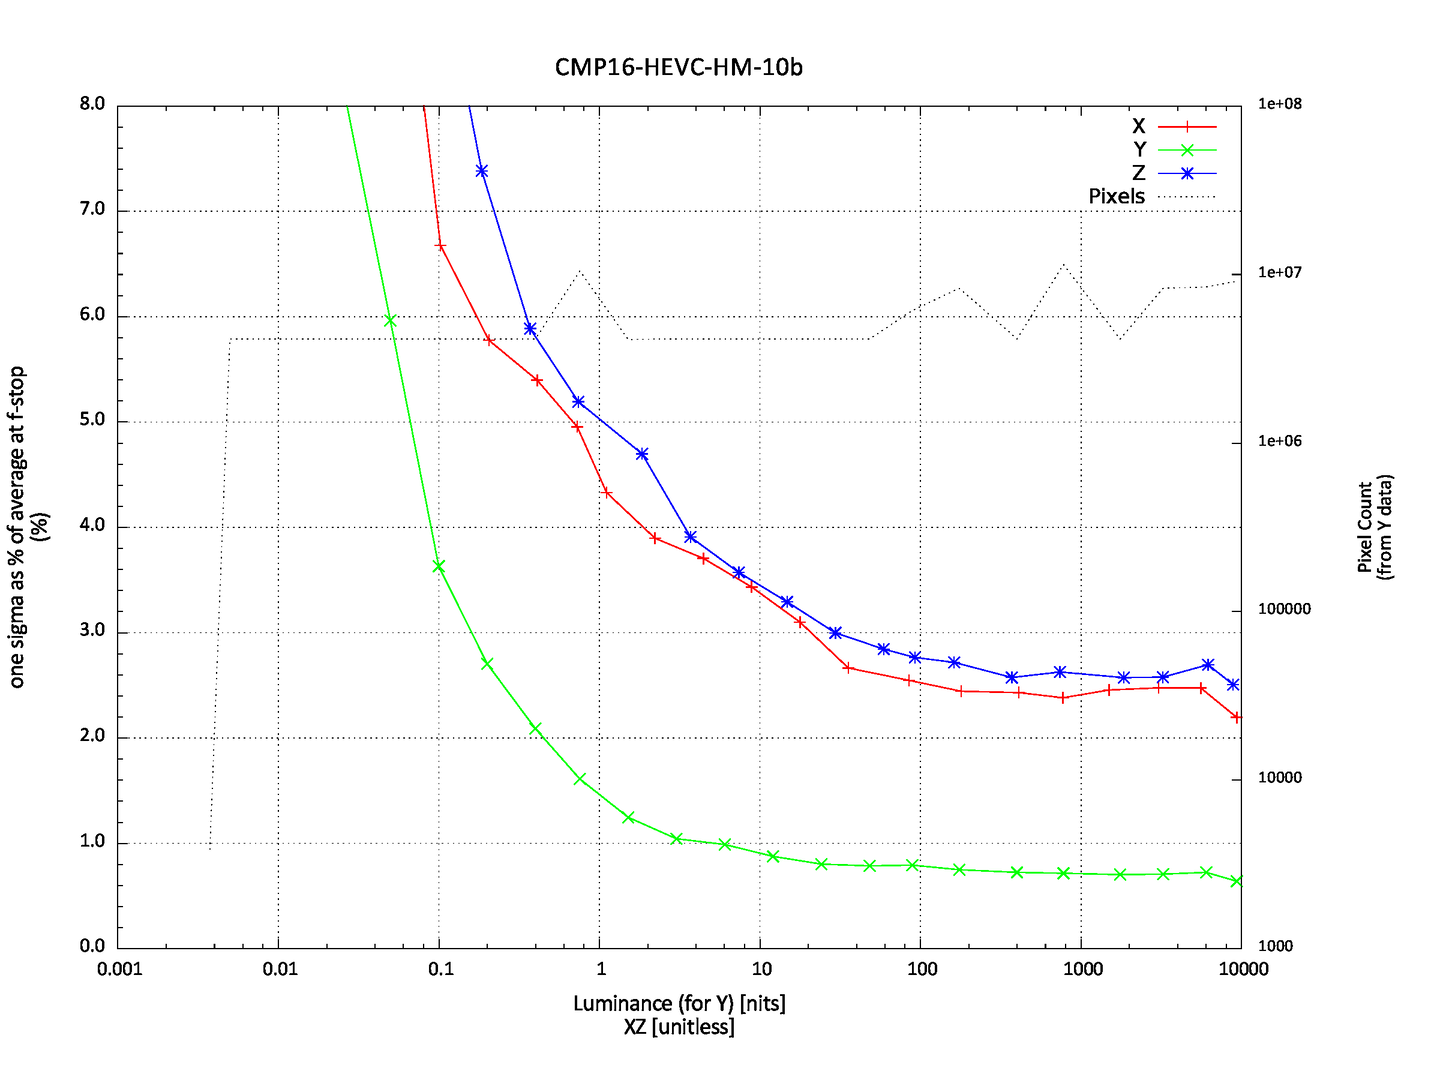 CMP16-HEVC-HM-10b
8.0
7.0
6.0
5.0
4.0
3.0
2.0
1.0
0.0
one sigma as % of average at f-stop
(%)
X
Y
Z
Pixels
1e+08
1e+07
1e+06
100000
10000
1000
Pixel Count
(from Y data)
0.001
0.01
0.1
1
10
100
1000
10000
Luminance (for Y) [nits]
XZ [unitless]